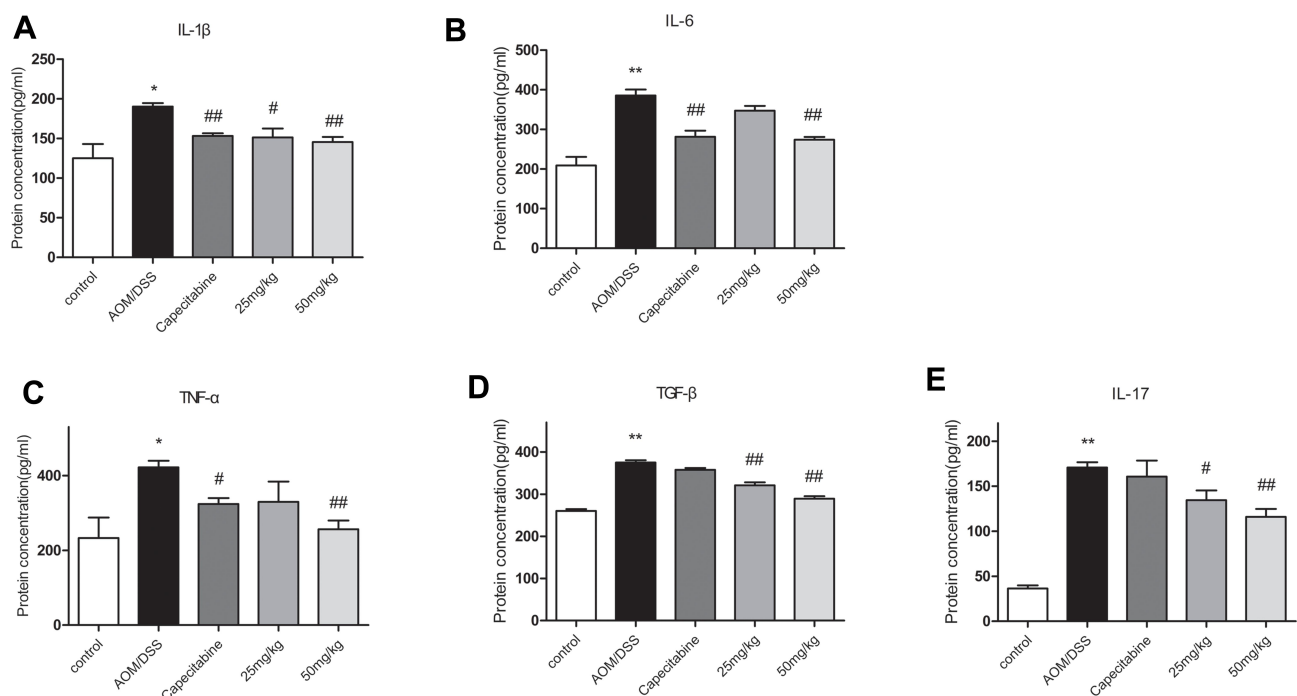 A
IL-1β
Protein concentration(pg/ml)
250
200
150
100
50
0
*
##
#
##
control
AOM/DSS
Capecitabine
25mg/kg
50mg/kg
B
IL-6
Protein concentration(pg/ml)
500
400
300
200
100
0
**
##
##
control
AOM/DSS
Capecitabine
25mg/kg
50mg/kg
C
TNF-α
Protein concentration(pg/ml)
400
200
0
*
#
##
control
AOM/DSS
Capecitabine
25mg/kg
50mg/kg
D
TGF-β
Protein concentration(pg/ml)
400
300
200
100
0
**
##
##
control
AOM/DSS
Capecitabine
25mg/kg
50mg/kg
E
IL-17
Protein concentration(pg/ml)
200
150
100
50
0
**
#
##
control
AOM/DSS
Capecitabine
25mg/kg
50mg/kg